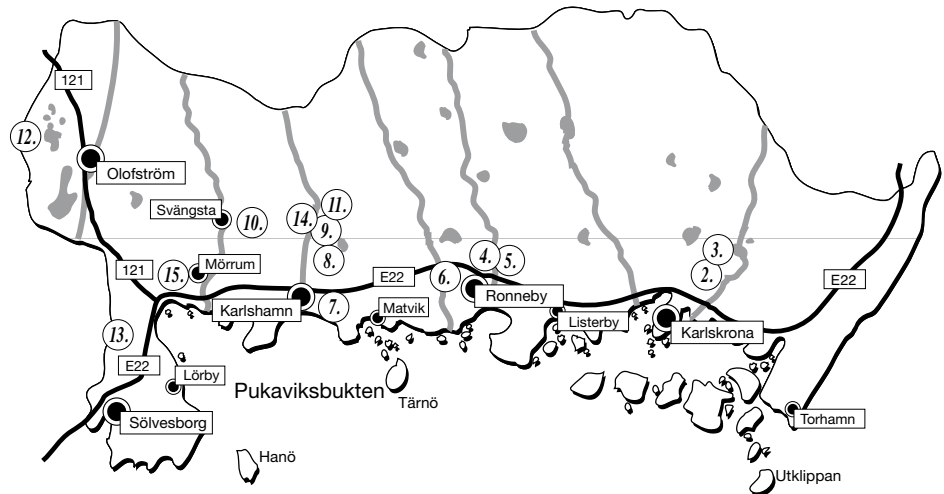 121
12.
Olofström
Svängsta
10.
14.
11.
9.
8.
3.
2.
4.
5.
6.
E22
E22
121
15.
Mörrum
Karlshamn
7.
Matvik
Ronneby
Listerby
Karlskrona
13.
E22
Lörby
Pukaviksbukten
Tärnö
Sölvesborg
Torhamn
Hanö
Utklippan